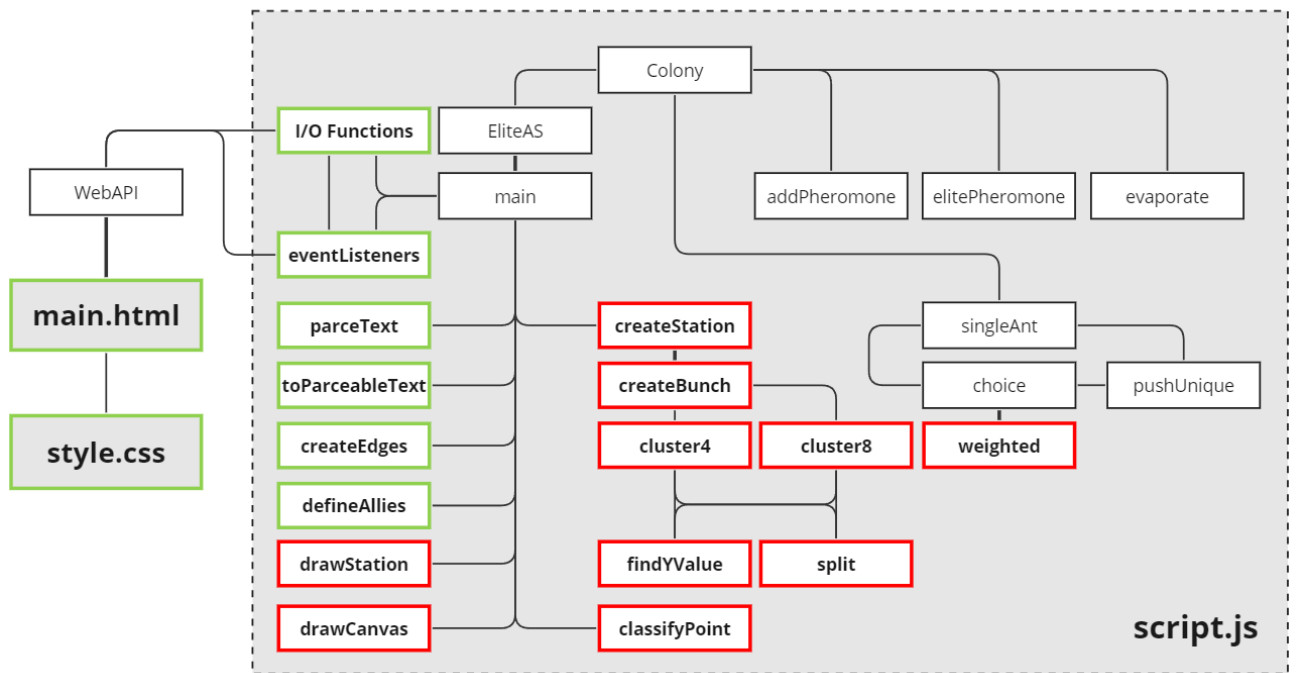 Colony
I/O Functions
EliteAS
WebAPI
main
addPheromone
elitePheromone
evaporate
eventListeners
main.html
parceText
createStation
singleAnt
toParceableText
createBunch
choice
pushUnique
style.css
createEdges
cluster4
cluster8
weighted
defineAllies
drawStation
findYValue
split
drawCanvas
classifyPoint
script.js